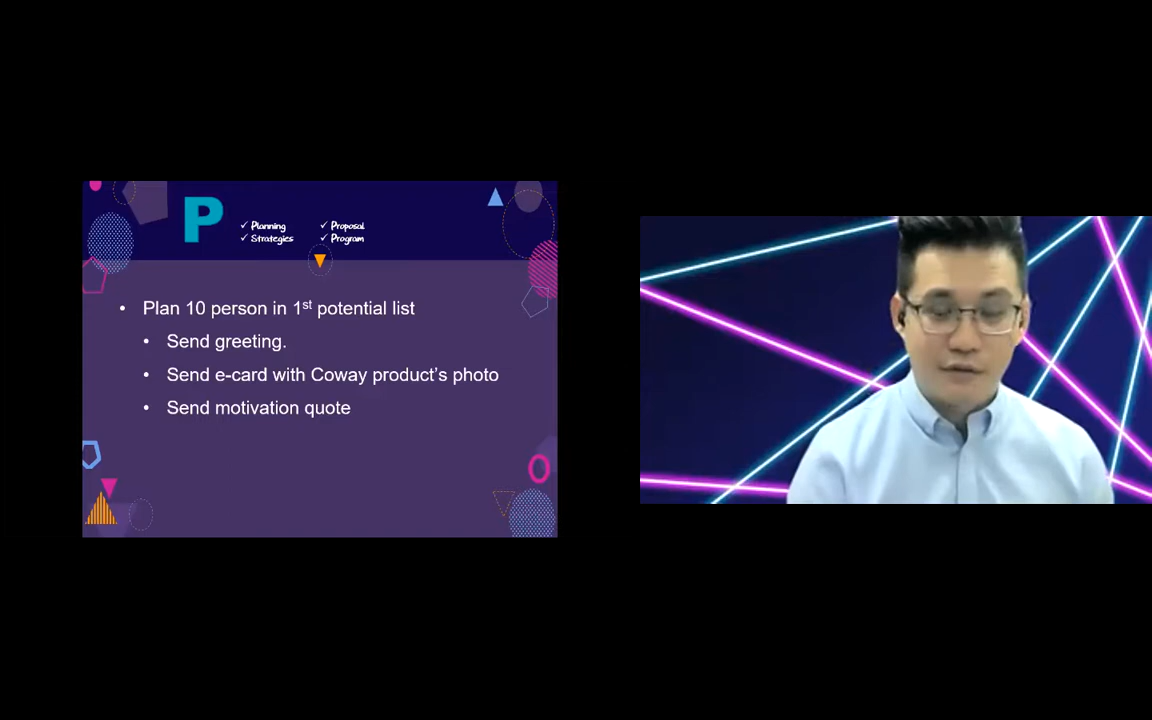 P
✓ Planning ✓ Proposal
✓ Strategies ✓ Program
• Plan 10 person in 1st potential list
• Send greeting.
• Send e-card with Coway product's photo
• Send motivation quote